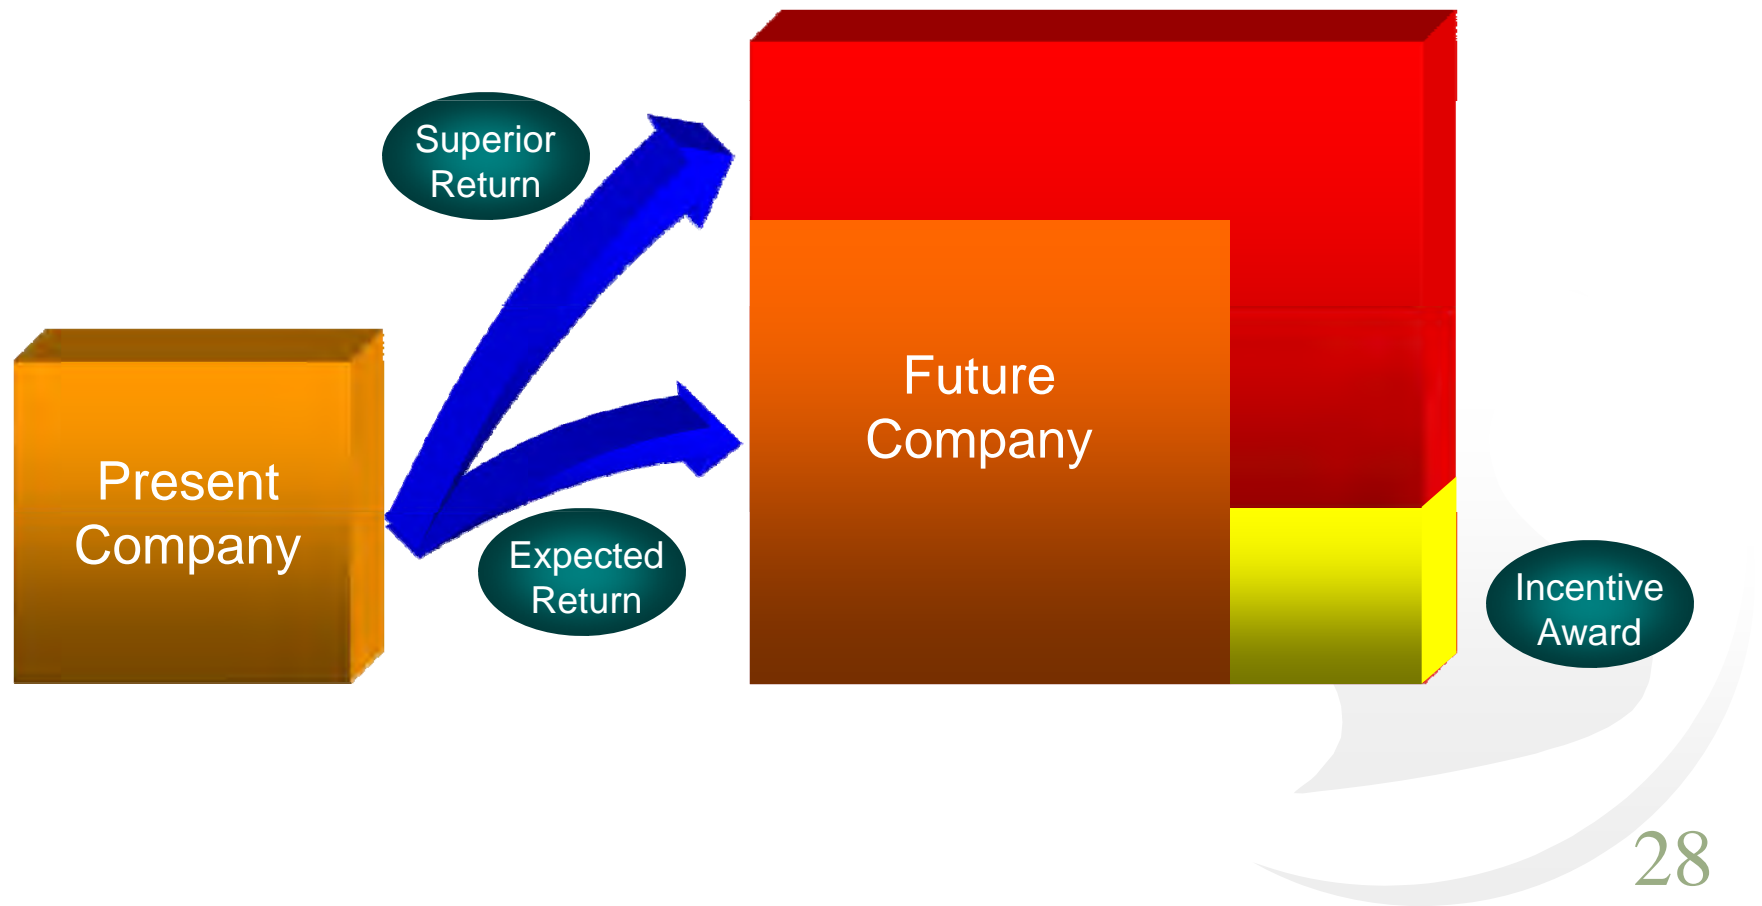 Superior
Return
Future
Company
Present
Company
Expected
Return
Incentive
Award
28